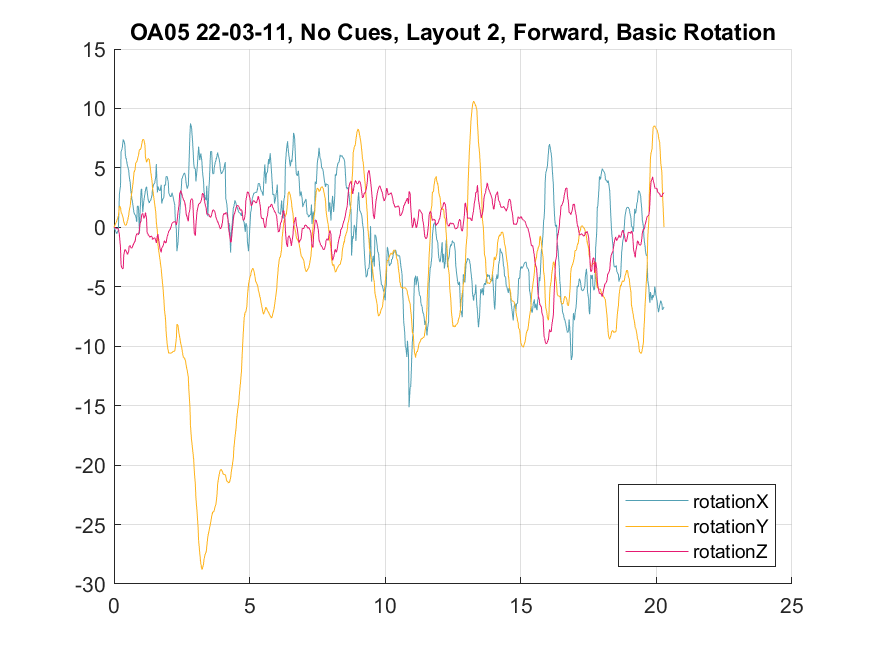 OA05 22-03-11, No Cues, Layout 2, Forward, Basic Rotation
15
10
5
0
-5
-10
-15
-20
-25
-30
0 5 10 15 20 25
rotationX
rotationY
rotationZ